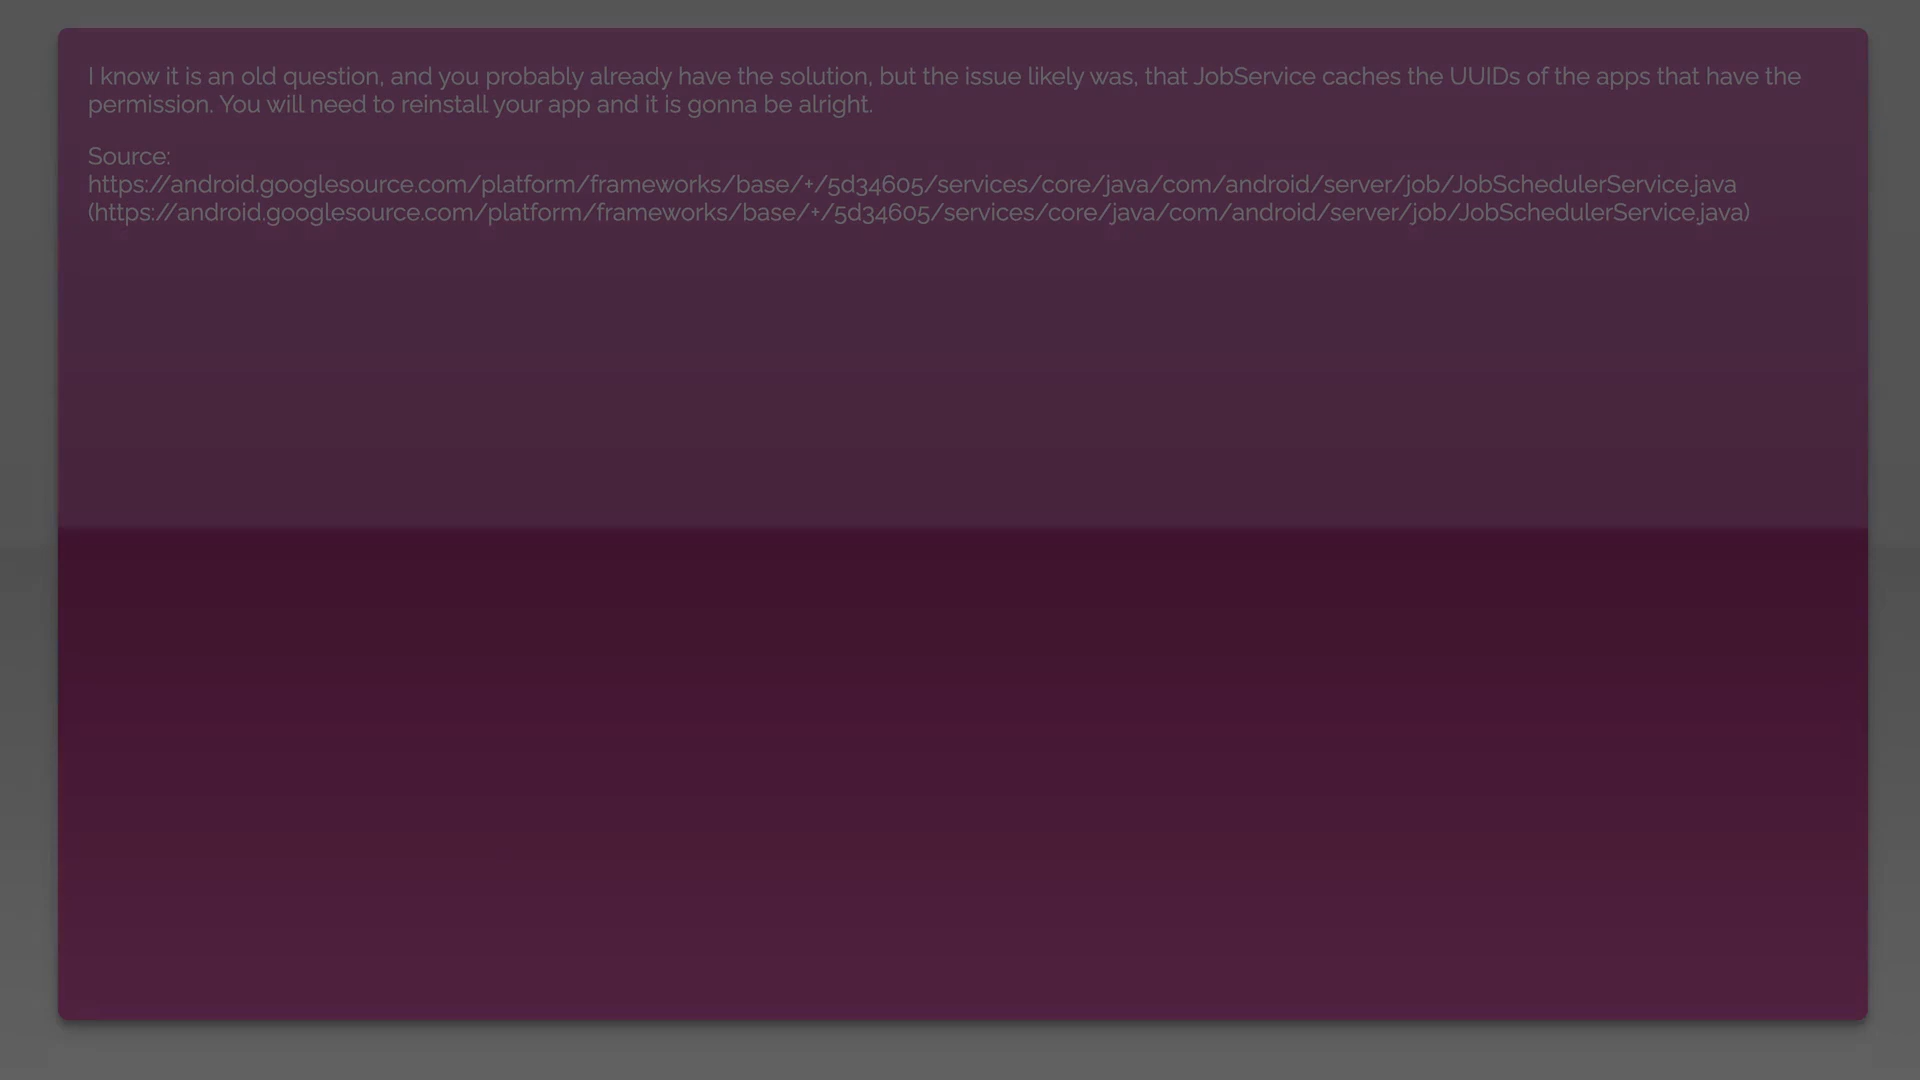 I know it is an old question, and you probably already have the solution, but the issue likely was, that JobService caches the UUIDs of the apps that have the
permission. You will need to reinstall your app and it is gonna be alright.
Source:
https://android.googlesource.com/platform/frameworks/base/+/5d34605/services/core/java/com/android/server/job/JobSchedulerService.java
(https://android.googlesource.com/platform/frameworks/base/+/5d34605/services/core/java/com/android/server/job/JobSchedulerService.java)